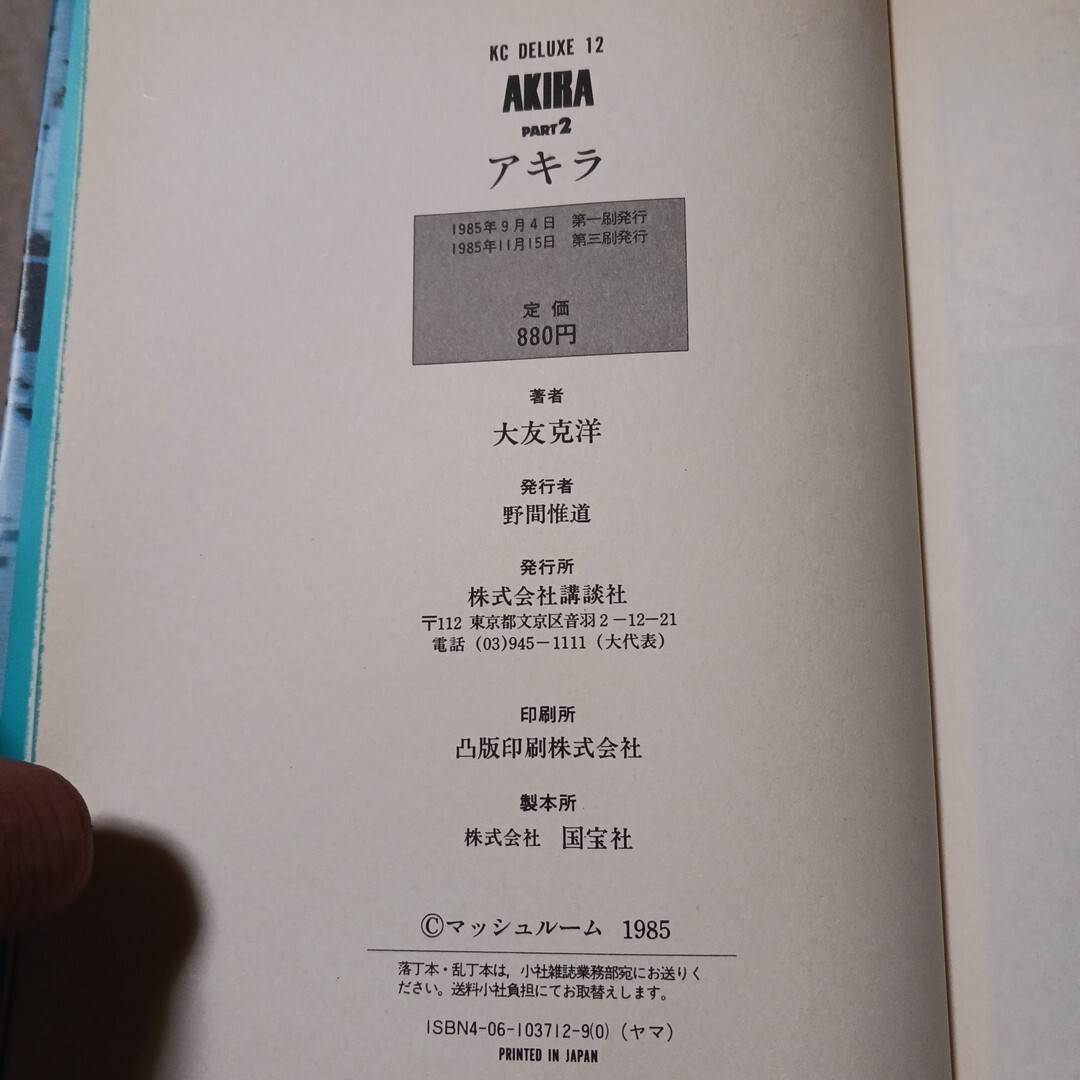 KC DELUXE 12
AKIRA
PART2
アキラ
1985年9月4日　第一刷発行
1985年11月15日　第三刷発行
定価
880円
著者
大友克洋
発行者
野間惟道
発行所
株式会社講談社
〒112 東京都文京区音羽2−12−21
電話 (03)945−1111 (大代表)
印刷所
凸版印刷株式会社
製本所
株式会社　国宝社
©マッシュルーム　1985
落丁本・乱丁本は，小社雑誌業務部宛にお送りく
ださい。送料小社負担にてお取替えします。
ISBN4-06-103712-9(0) (ヤマ)
PRINTED IN JAPAN